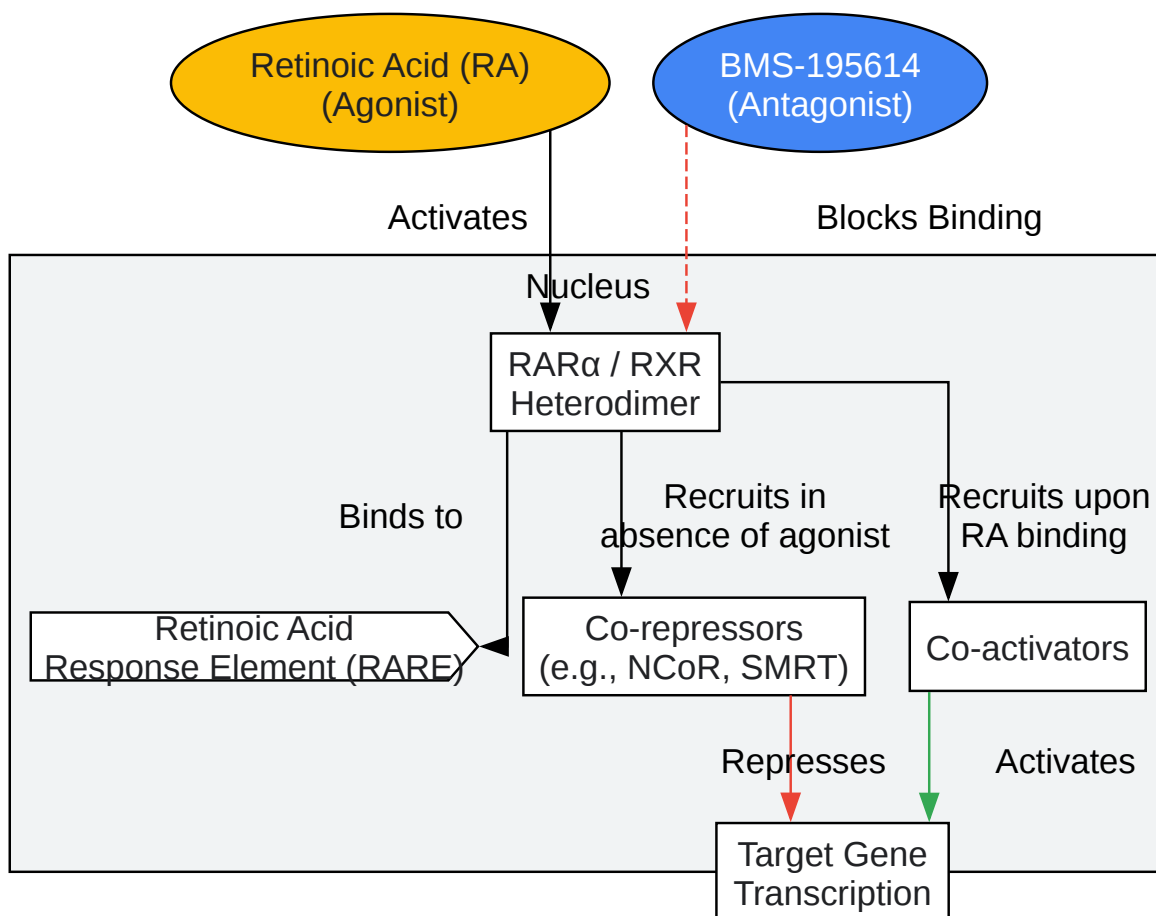 Retinoic Acid (RA)
(Agonist)
BMS-195614
(Antagonist)
Activates
Blocks Binding
Nucleus
RARα / RXR
Heterodimer
Binds to
Recruits in
absence of agonist
Recruits upon
RA binding
Retinoic Acid
Response Element (RARE)
Co-repressors
(e.g., NCoR, SMRT)
Co-activators
Represses
Activates
Target Gene
Transcription